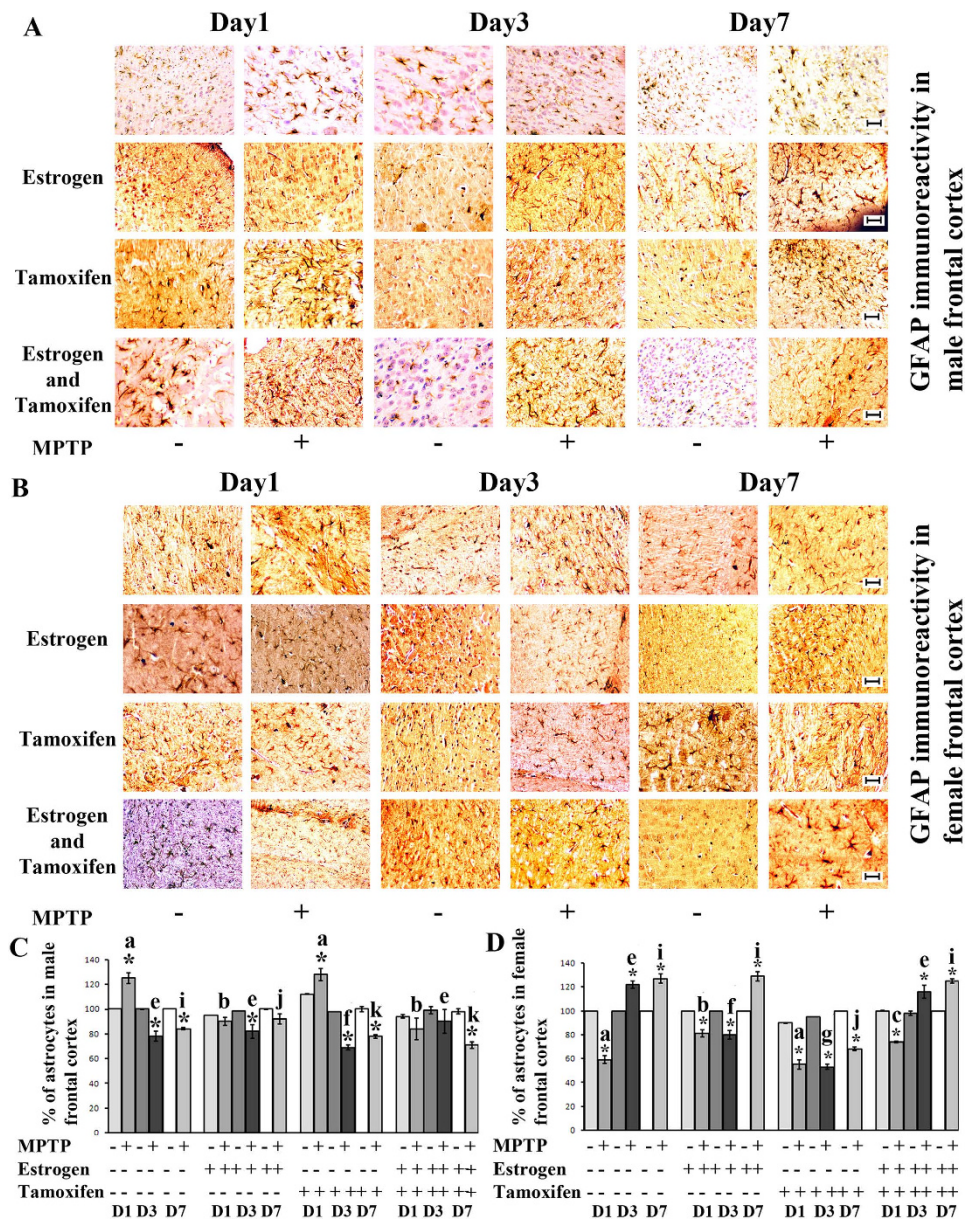 A
Day1 Day3 Day7
Estrogen
Tamoxifen
Estrogen
and
Tamoxifen
MPTP - + - + - +
GFAP immunoreactivity in
male frontal cortex
B
Day1 Day3 Day7
Estrogen
Tamoxifen
Estrogen
and
Tamoxifen
MPTP - + - + - +
GFAP immunoreactivity in
female frontal cortex
C
% of astrocytes in male
frontal cortex
120
100
80
60
40
20
0
a e i b e j a f k b e k
* * * * * * * *
MPTP - + - + - + - + - + - + - + - + - + - + - + - +
Estrogen - - - - - - + + + + + + - - - - - - + + + + + +
Tamoxifen - - - - - - - - - - - - + + + + + + + + + + + +
D1 D3 D7 D1 D3 D7 D1 D3 D7 D1 D3 D7
D
% of astrocytes in female
frontal cortex
120
100
80
60
40
20
0
a e i b f i a g j c e i
* * * * * * * * * * * *
MPTP - + - + - + - + - + - + - + - + - + - + - + - +
Estrogen - - - - - - + + + + + + - - - - - - + + + + + +
Tamoxifen - - - - - - - - - - - - + + + + + + + + + + + +
D1 D3 D7 D1 D3 D7 D1 D3 D7 D1 D3 D7